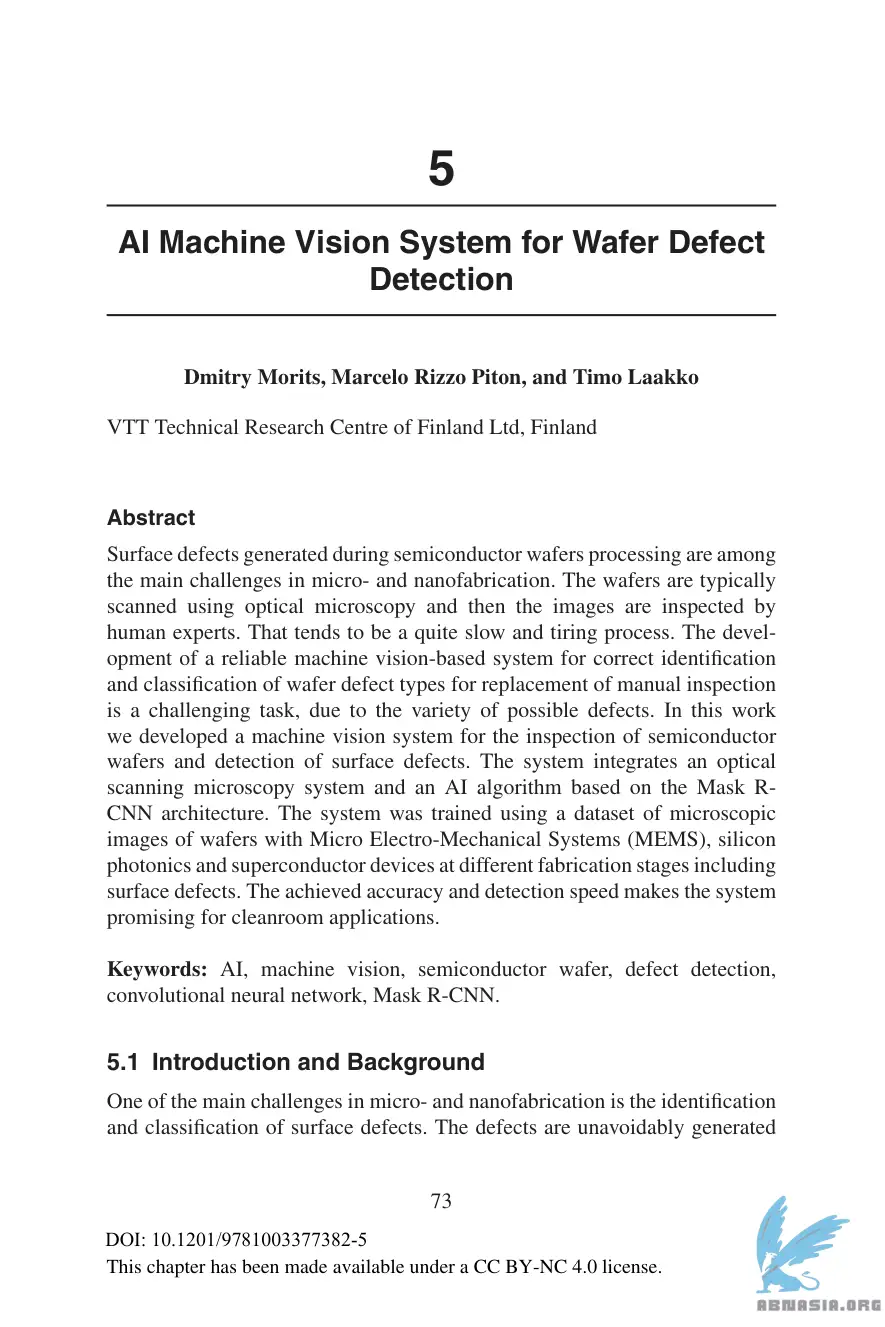 5
AI Machine Vision System for Wafer Defect
Detection
Dmitry Morits, Marcelo Rizzo Piton, and Timo Laakko
VTT Technical Research Centre of Finland Ltd, Finland
Abstract
Surface defects generated during semiconductor wafers processing are among
the main challenges in micro- and nanofabrication. The wafers are typically
scanned using optical microscopy and then the images are inspected by
human experts. That tends to be a quite slow and tiring process. The devel-
opment of a reliable machine vision-based system for correct identification
and classification of wafer defect types for replacement of manual inspection
is a challenging task, due to the variety of possible defects. In this work
we developed a machine vision system for the inspection of semiconductor
wafers and detection of surface defects. The system integrates an optical
scanning microscopy system and an AI algorithm based on the Mask R-
CNN architecture. The system was trained using a dataset of microscopic
images of wafers with Micro Electro-Mechanical Systems (MEMS), silicon
photonics and superconductor devices at different fabrication stages including
surface defects. The achieved accuracy and detection speed makes the system
promising for cleanroom applications.
Keywords: AI, machine vision, semiconductor wafer, defect detection,
convolutional neural network, Mask R-CNN.
5.1 Introduction and Background
One of the main challenges in micro- and nanofabrication is the identification
and classification of surface defects. The defects are unavoidably generated
73
DOI: 10.1201/9781003377382-5
This chapter has been made available under a CC BY-NC 4.0 license.
ABNASIA.ORG